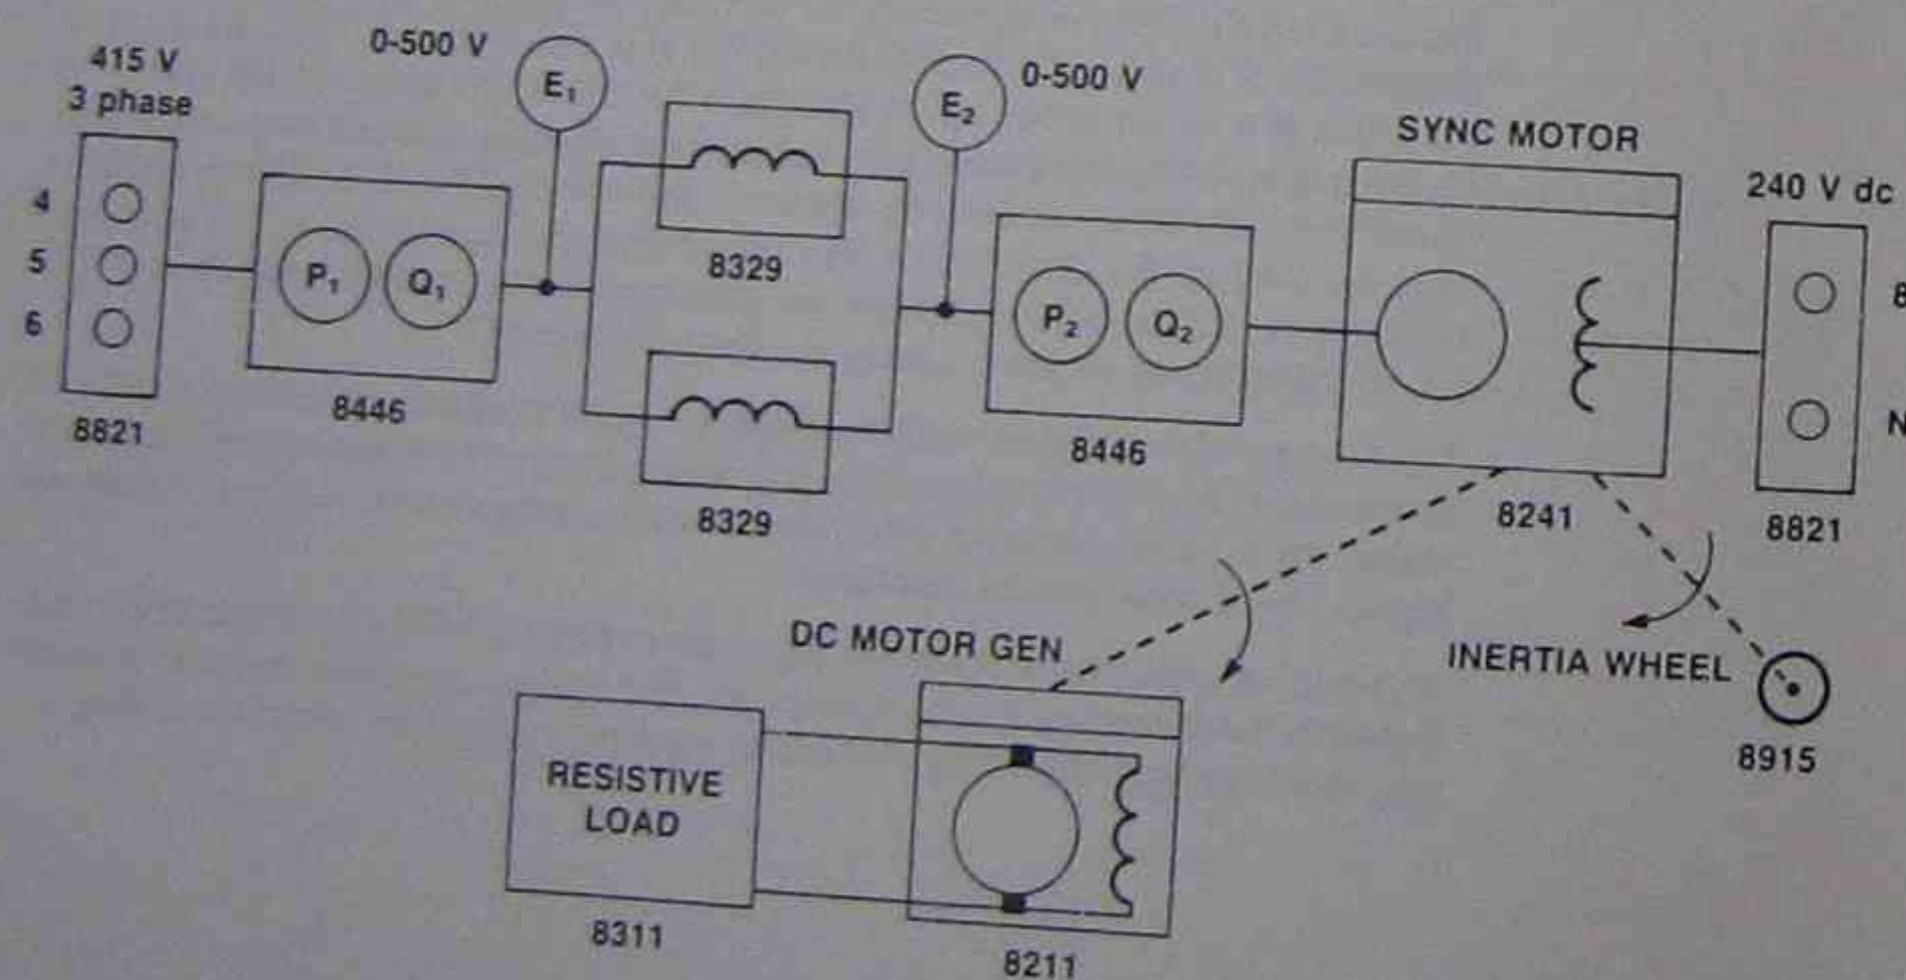 415 V
3 phase
4
5
6
8821
P₁
Q₁
8446
0-500 V
E₁
8329
8329
E₂
0-500 V
P₂
Q₂
8446
SYNC MOTOR
8241
240 V dc
8
N
8821
DC MOTOR GEN
INERTIA WHEEL
8915
RESISTIVE
LOAD
8311
8211